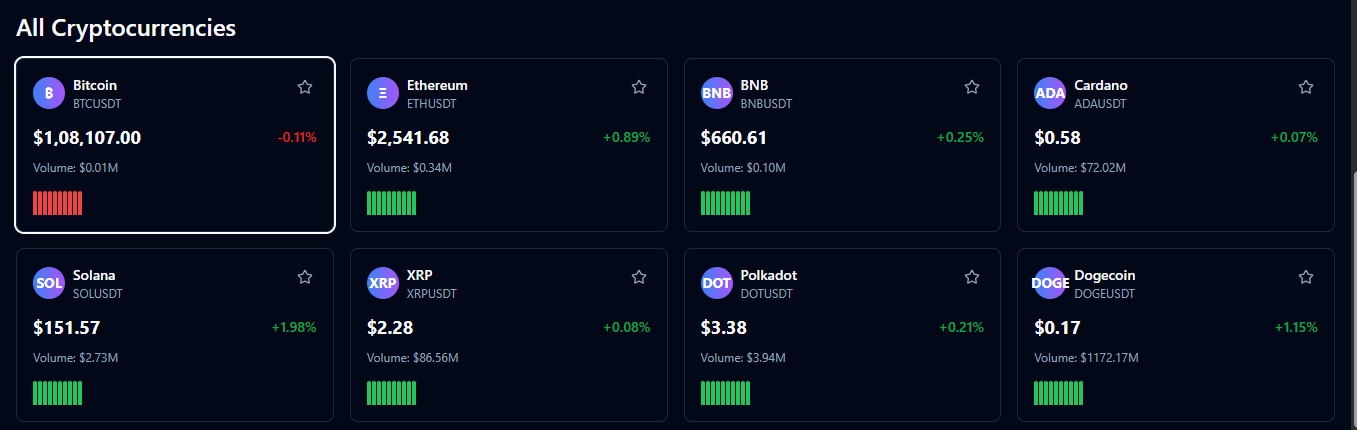 All Cryptocurrencies
₿ Bitcoin
BTCUSDT
$1,08,107.00 -0.11%
Volume: $0.01M
Ξ Ethereum
ETHUSDT
$2,541.68 +0.89%
Volume: $0.34M
BNB BNB
BNBUSDT
$660.61 +0.25%
Volume: $0.10M
ADA Cardano
ADAUSDT
$0.58 +0.07%
Volume: $72.02M
SOL Solana
SOLUSDT
$151.57 +1.98%
Volume: $2.73M
XRP XRP
XRPUSDT
$2.28 +0.08%
Volume: $86.56M
DOT Polkadot
DOTUSDT
$3.38 +0.21%
Volume: $3.94M
DOGE Dogecoin
DOGEUSDT
$0.17 +1.15%
Volume: $1172.17M